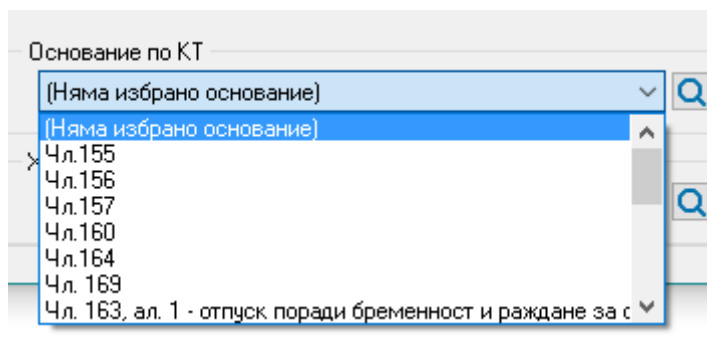 Основание по КТ
(Няма избрано основание)
(Няма избрано основание)
Чл.155
Чл.156
Чл.157
Чл.160
Чл.164
Чл. 169
Чл. 163, ал. 1 - отпуск поради бременност и раждане за